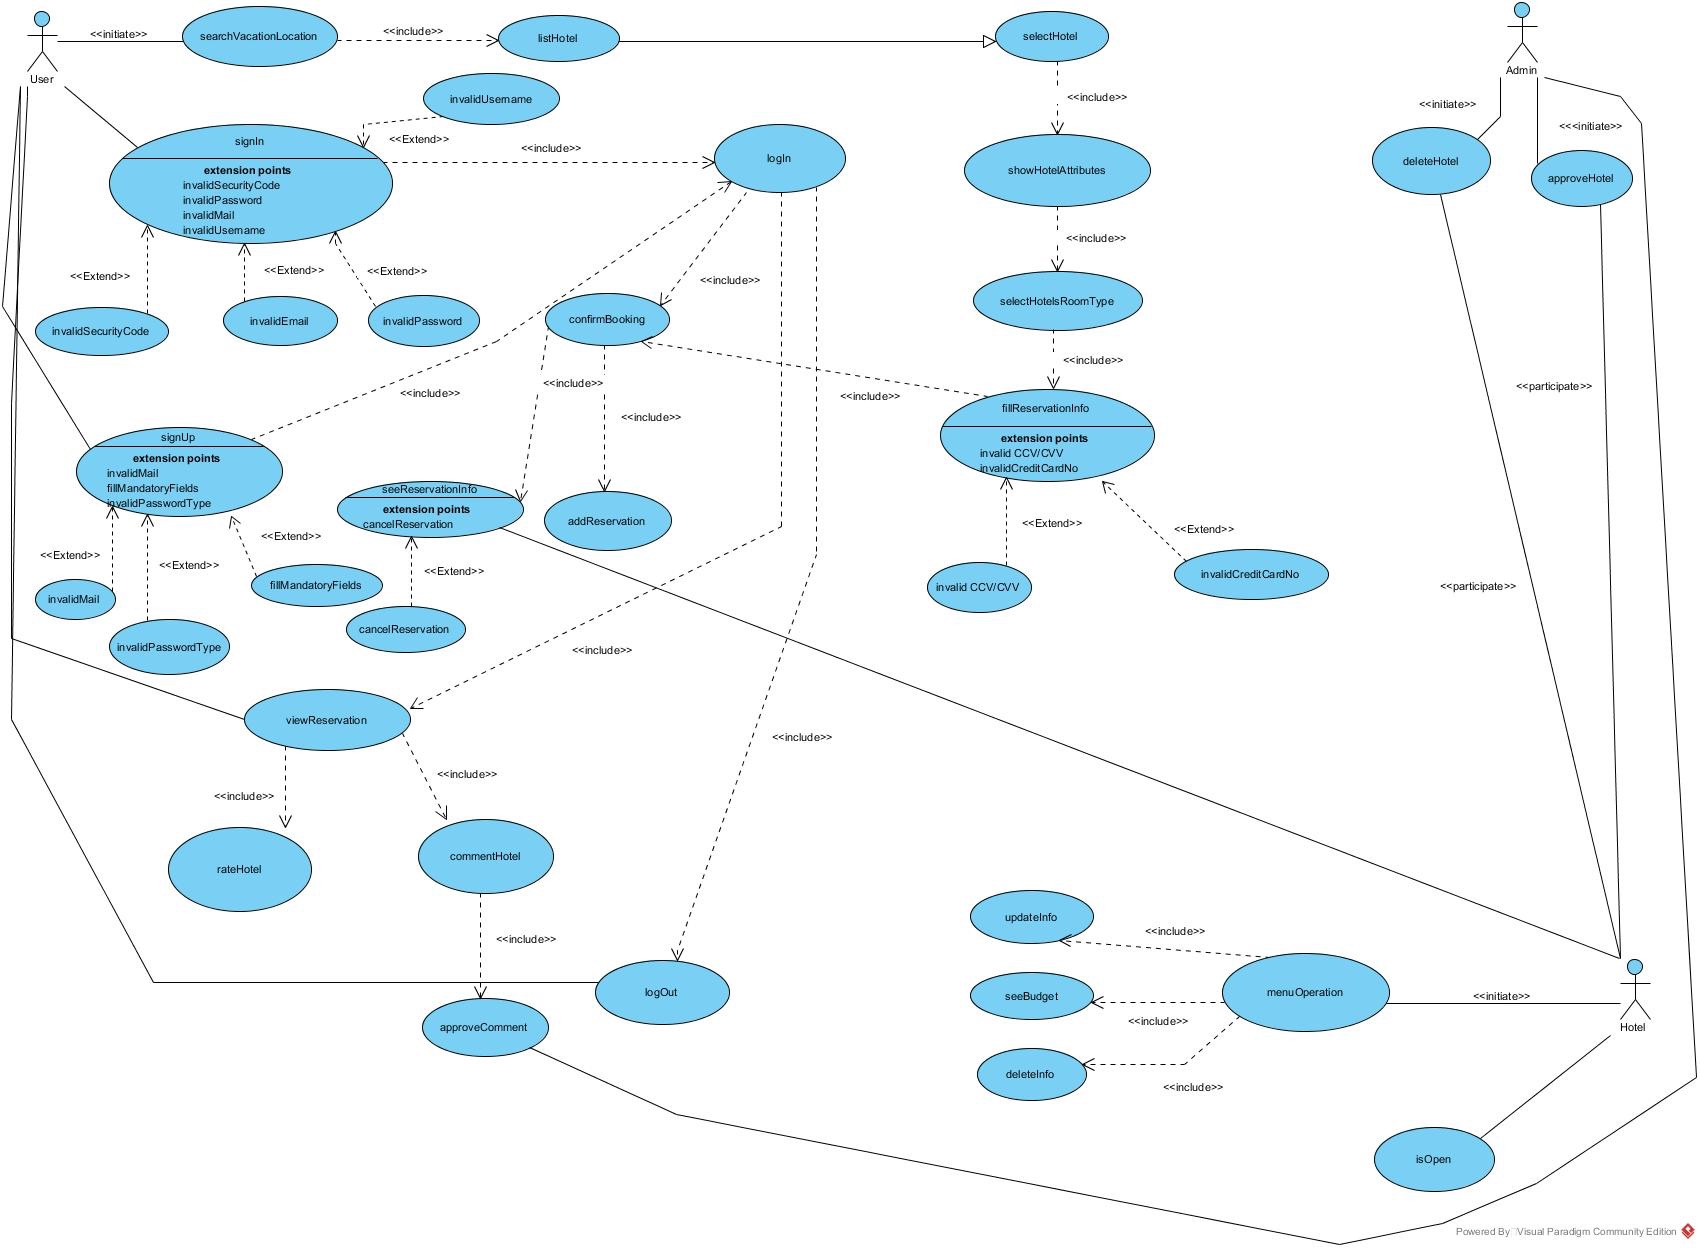 User
<<initiate>>
searchVacationLocation
<<include>>
listHotel
selectHotel
Admin
<<include>>
<<initiate>>
<<<initiate>>
deleteHotel
approveHotel
invalidUsername
<<Extend>>
signIn
extension points
invalidSecurityCode
invalidPassword
invalidMail
invalidUsername
<<include>>
logIn
showHotelAttributes
<<include>>
<<Extend>>
<<Extend>>
<<Extend>>
invalidSecurityCode
invalidEmail
invalidPassword
<<include>>
confirmBooking
selectHotelsRoomType
<<include>>
<<include>>
<<include>>
<<include>>
<<include>>
<<participate>>
<<participate>>
fillReservationInfo
extension points
invalid CCV/CVV
invalidCreditCardNo
signUp
extension points
invalidMail
fillMandatoryFields
invalidPasswordType
seeReservationInfo
extension points
cancelReservation
addReservation
<<Extend>>
<<Extend>>
<<Extend>>
<<Extend>>
<<Extend>>
<<Extend>>
invalidMail
fillMandatoryFields
invalidPasswordType
cancelReservation
invalid CCV/CVV
invalidCreditCardNo
<<include>>
viewReservation
<<include>>
<<include>>
<<include>>
rateHotel
commentHotel
<<include>>
approveComment
logOut
updateInfo
<<include>>
seeBudget
<<include>>
menuOperation
<<initiate>>
Hotel
deleteInfo
<<include>>
isOpen
Powered By Visual Paradigm Community Edition